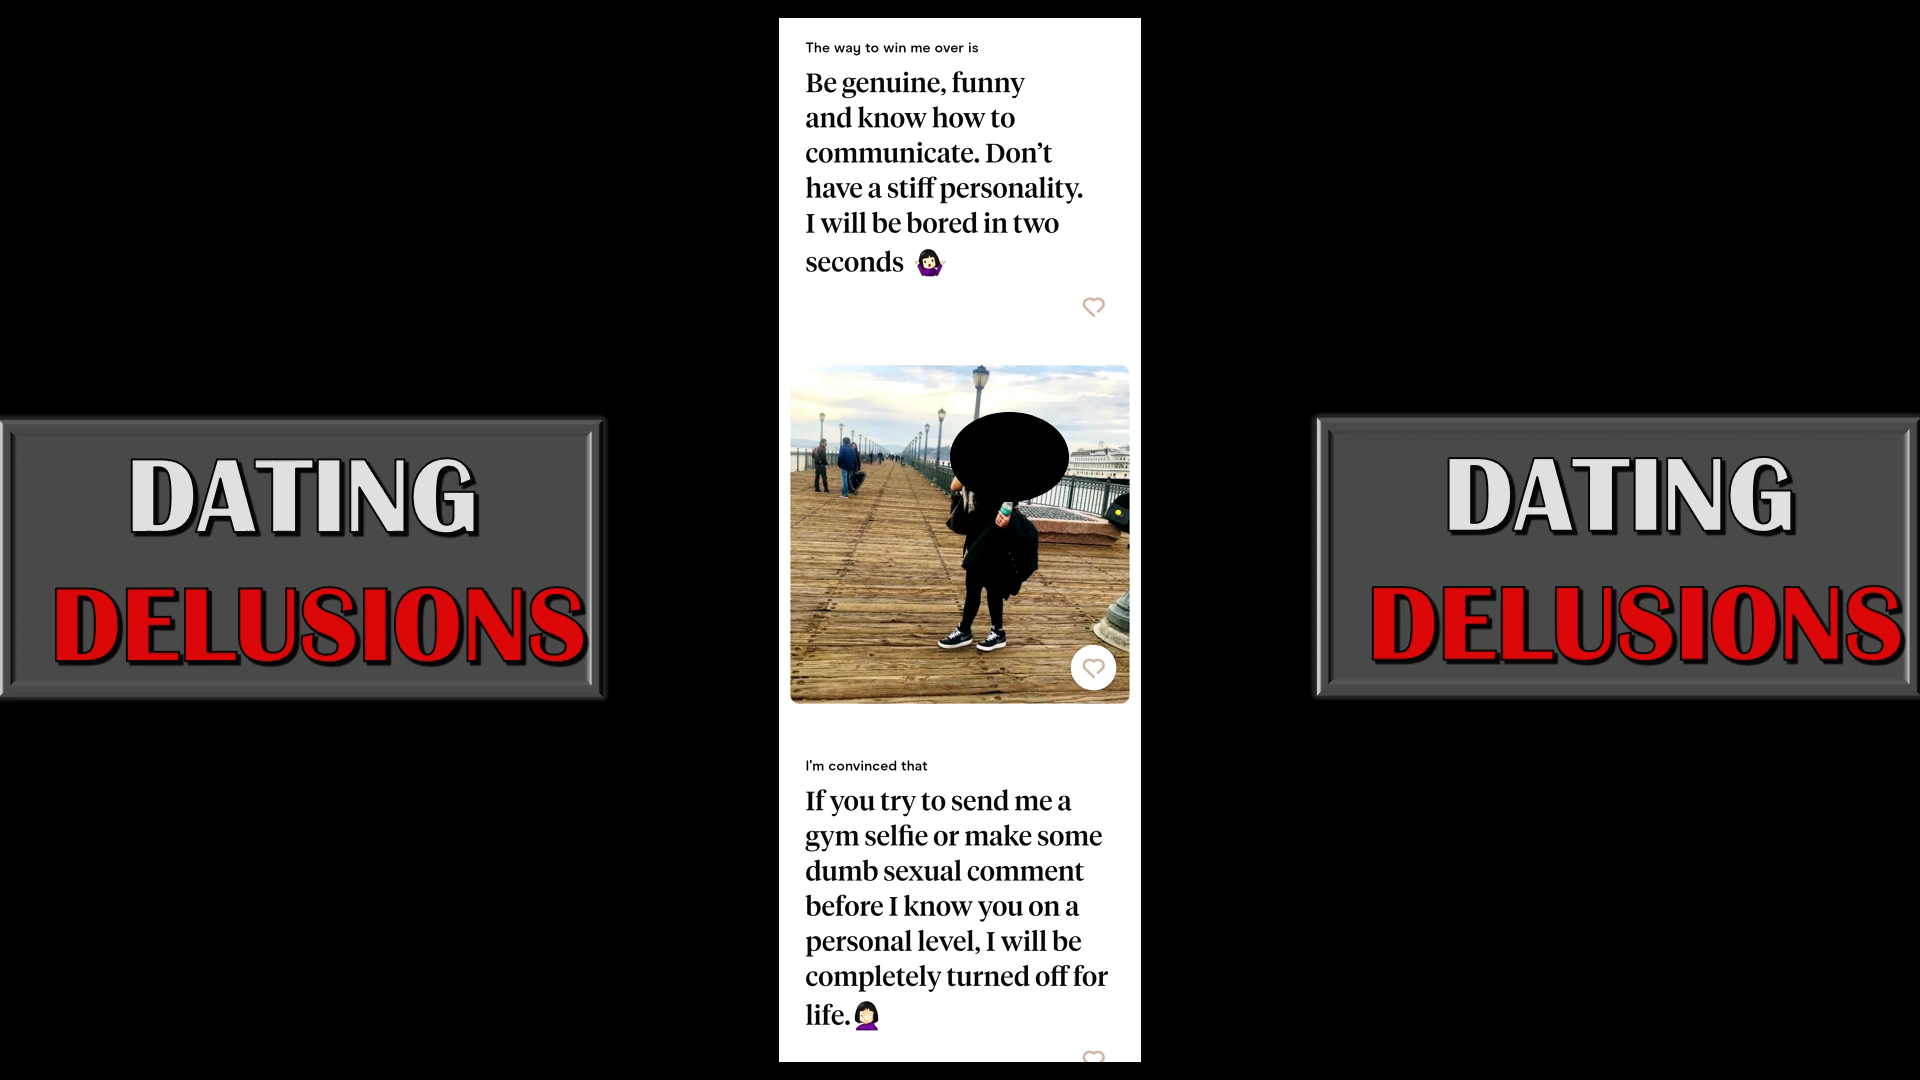 The way to win me over is
Be genuine, funny
and know how to
communicate. Don’t
have a stiff personality.
I will be bored in two
seconds 🤷🏻‍♀️
DATING
DELUSIONS
DATING
DELUSIONS
I'm convinced that
If you try to send me a
gym selfie or make some
dumb sexual comment
before I know you on a
personal level, I will be
completely turned off for
life.🤦🏻‍♀️